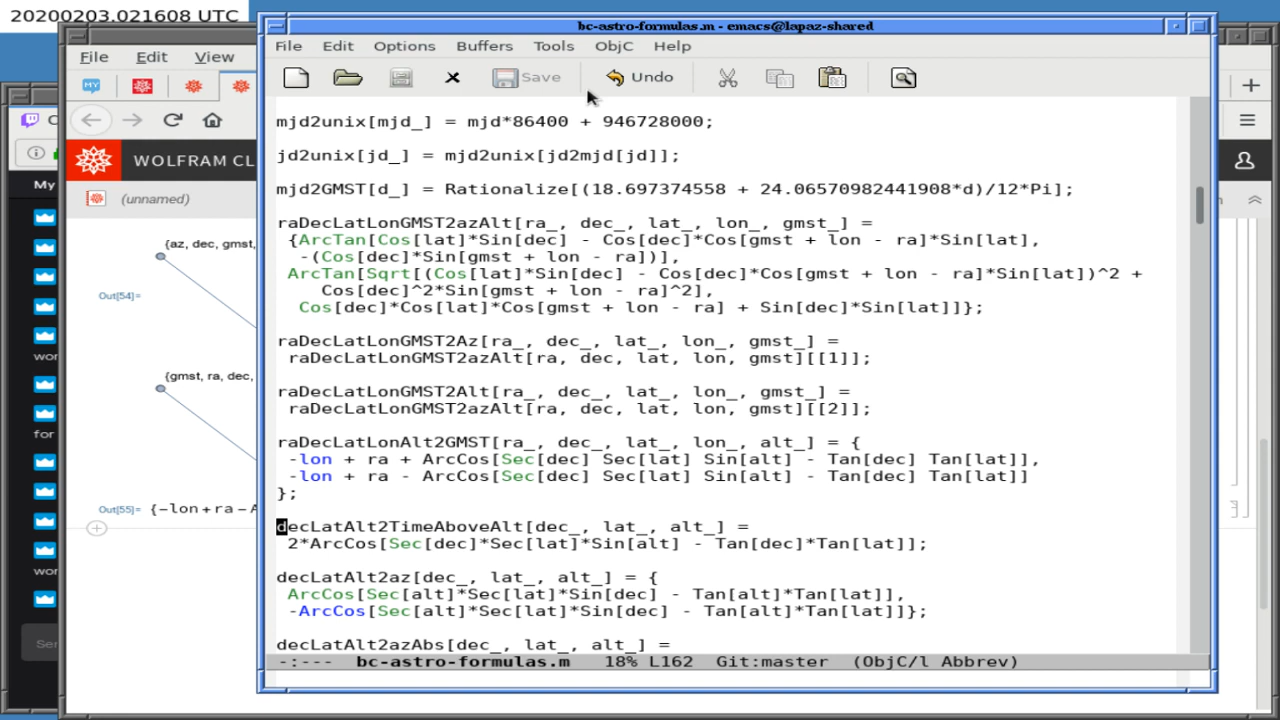 20200203.021608 UTC
bc-astro-formulas.m - emacs@lapaz-shared
File Edit Options Buffers Tools ObjC Help
Save Undo
File Edit View
WOLFRAM CL
(unnamed)
My
wor
for
wor
Ser
{az, dec, gmst,
Out[54]=
{gmst, ra, dec,
Out[55]= {-lon+ra-A
mjd2unix[mjd_] = mjd*86400 + 946728000;
jd2unix[jd_] = mjd2unix[jd2mjd[jd]];
mjd2GMST[d_] = Rationalize[(18.697374558 + 24.06570982441908*d)/12*Pi];
raDecLatLonGMST2azAlt[ra_, dec_, lat_, lon_, gmst_] =
{ArcTan[Cos[lat]*Sin[dec] - Cos[dec]*Cos[gmst + lon - ra]*Sin[lat],
-(Cos[dec]*Sin[gmst + lon - ra])],
ArcTan[Sqrt[(Cos[lat]*Sin[dec] - Cos[dec]*Cos[gmst + lon - ra]*Sin[lat])^2 +
Cos[dec]^2*Sin[gmst + lon - ra]^2],
Cos[dec]*Cos[lat]*Cos[gmst + lon - ra] + Sin[dec]*Sin[lat]]};
raDecLatLonGMST2Az[ra_, dec_, lat_, lon_, gmst_] =
raDecLatLonGMST2azAlt[ra, dec, lat, lon, gmst][[1]];
raDecLatLonGMST2Alt[ra_, dec_, lat_, lon_, gmst_] =
raDecLatLonGMST2azAlt[ra, dec, lat, lon, gmst][[2]];
raDecLatLonAlt2GMST[ra_, dec_, lat_, lon_, alt_] = {
-lon + ra + ArcCos[Sec[dec] Sec[lat] Sin[alt] - Tan[dec] Tan[lat]],
-lon + ra - ArcCos[Sec[dec] Sec[lat] Sin[alt] - Tan[dec] Tan[lat]]
};
decLatAlt2TimeAboveAlt[dec_, lat_, alt_] =
2*ArcCos[Sec[dec]*Sec[lat]*Sin[alt] - Tan[dec]*Tan[lat]];
decLatAlt2az[dec_, lat_, alt_] = {
ArcCos[Sec[alt]*Sec[lat]*Sin[dec] - Tan[alt]*Tan[lat]],
-ArcCos[Sec[alt]*Sec[lat]*Sin[dec] - Tan[alt]*Tan[lat]]};
decLatAlt2azAbs[dec_, lat_, alt_] =
-:--- bc-astro-formulas.m 18% L162 Git:master (ObjC/l Abbrev)